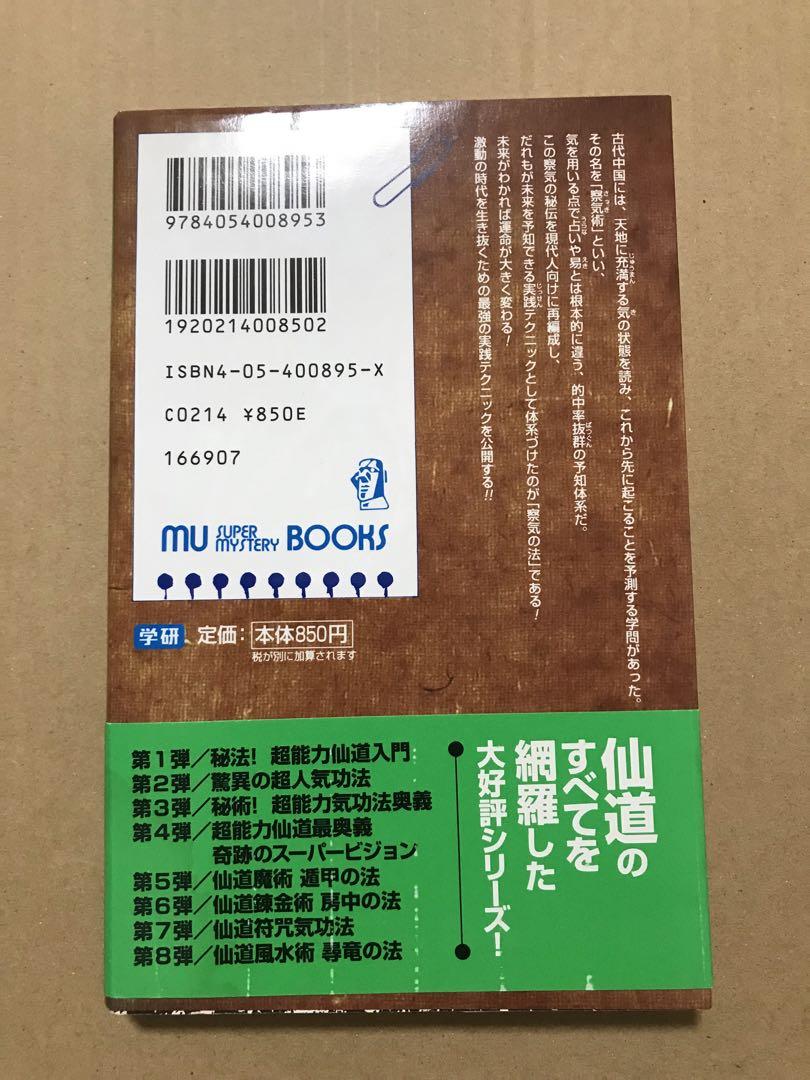 古代中国には、天地に充満する気の状態を読み、これから先に起こることを予測する学問があった。
その名を「察気術」といい、
気を用いる点で占いや易とは根本的に違う、的中率抜群の予知体系だ。
この察気の秘伝を現代人向けに再編成し、
だれもが未来を予知できる実践テクニックとして体系づけたのが「察気の法」である!
未来がわかれば運命が大きく変わる!
激動の時代を生き抜くための最強の実践テクニックを公開する!!
9784054008953
1920214008502
ISBN4-05-400895-X
C0214 ¥850E
166907
MU SUPER MYSTERY BOOKS
学研 定価:本体850円
税が別に加算されます
仙道の
すべてを
網羅した
大好評シリーズ!
第1弾/秘法! 超能力仙道入門
第2弾/驚異の超人気功法
第3弾/秘術! 超能力気功法奥義
第4弾/超能力仙道最奥義
奇跡のスーパービジョン
第5弾/仙道魔術 遁甲の法
第6弾/仙道錬金術 房中の法
第7弾/仙道符咒気功法
第8弾/仙道風水術 尋竜の法